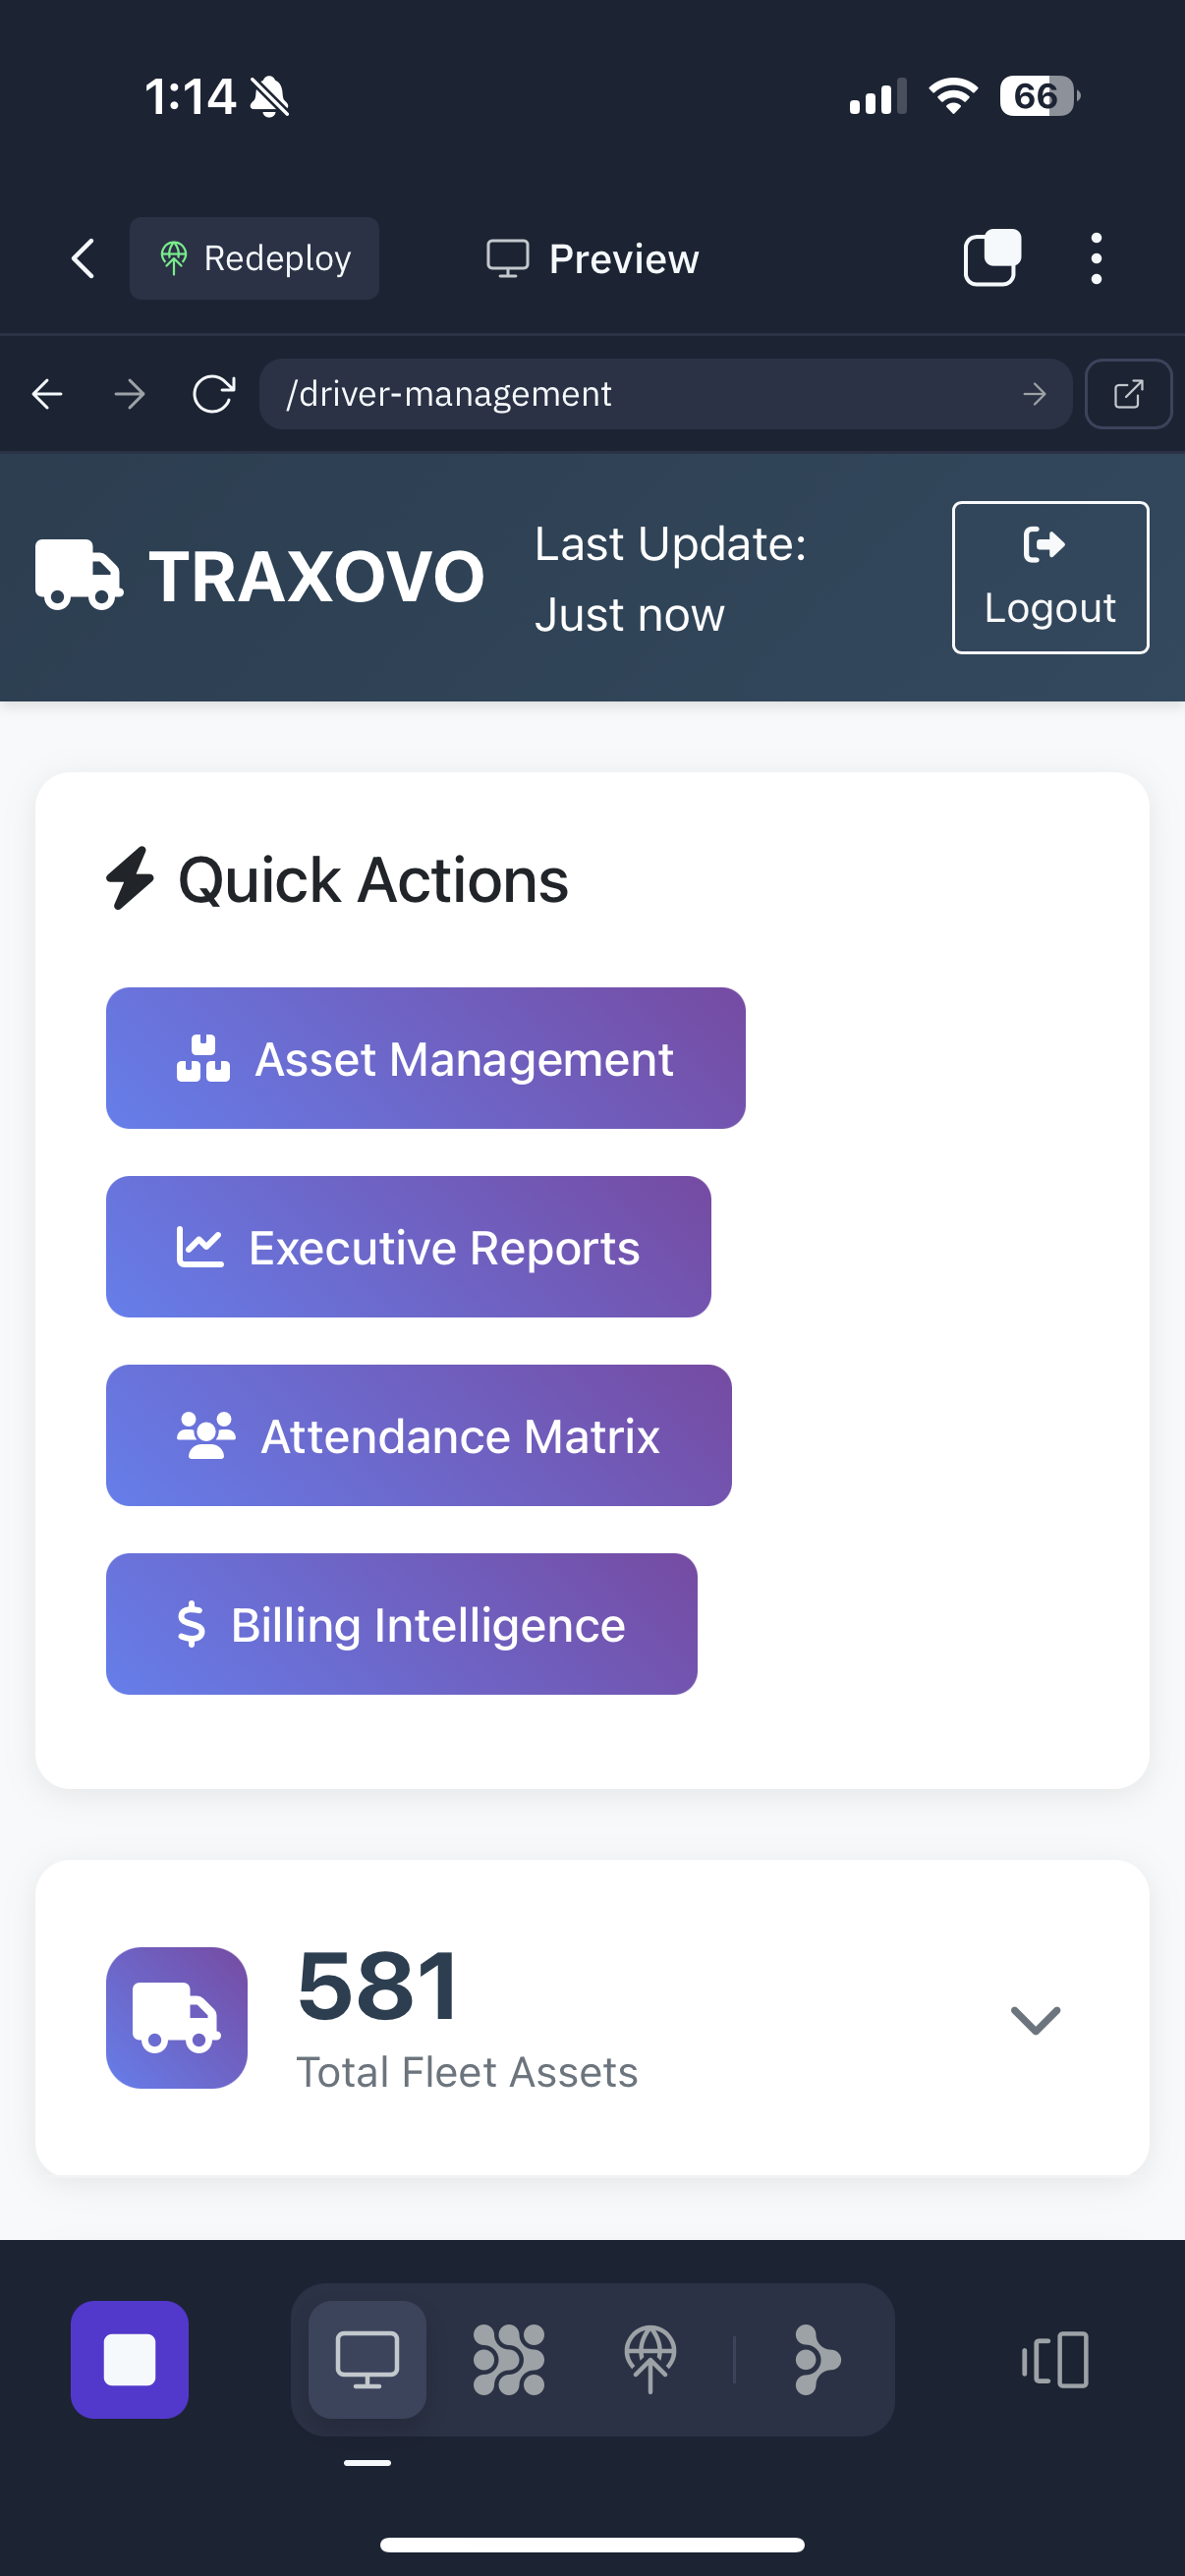 1:14
66
Redeploy
Preview
/driver-management
TRAXOVO
Last Update:
Just now
Logout
Quick Actions
Asset Management
Executive Reports
Attendance Matrix
$ Billing Intelligence
581
Total Fleet Assets